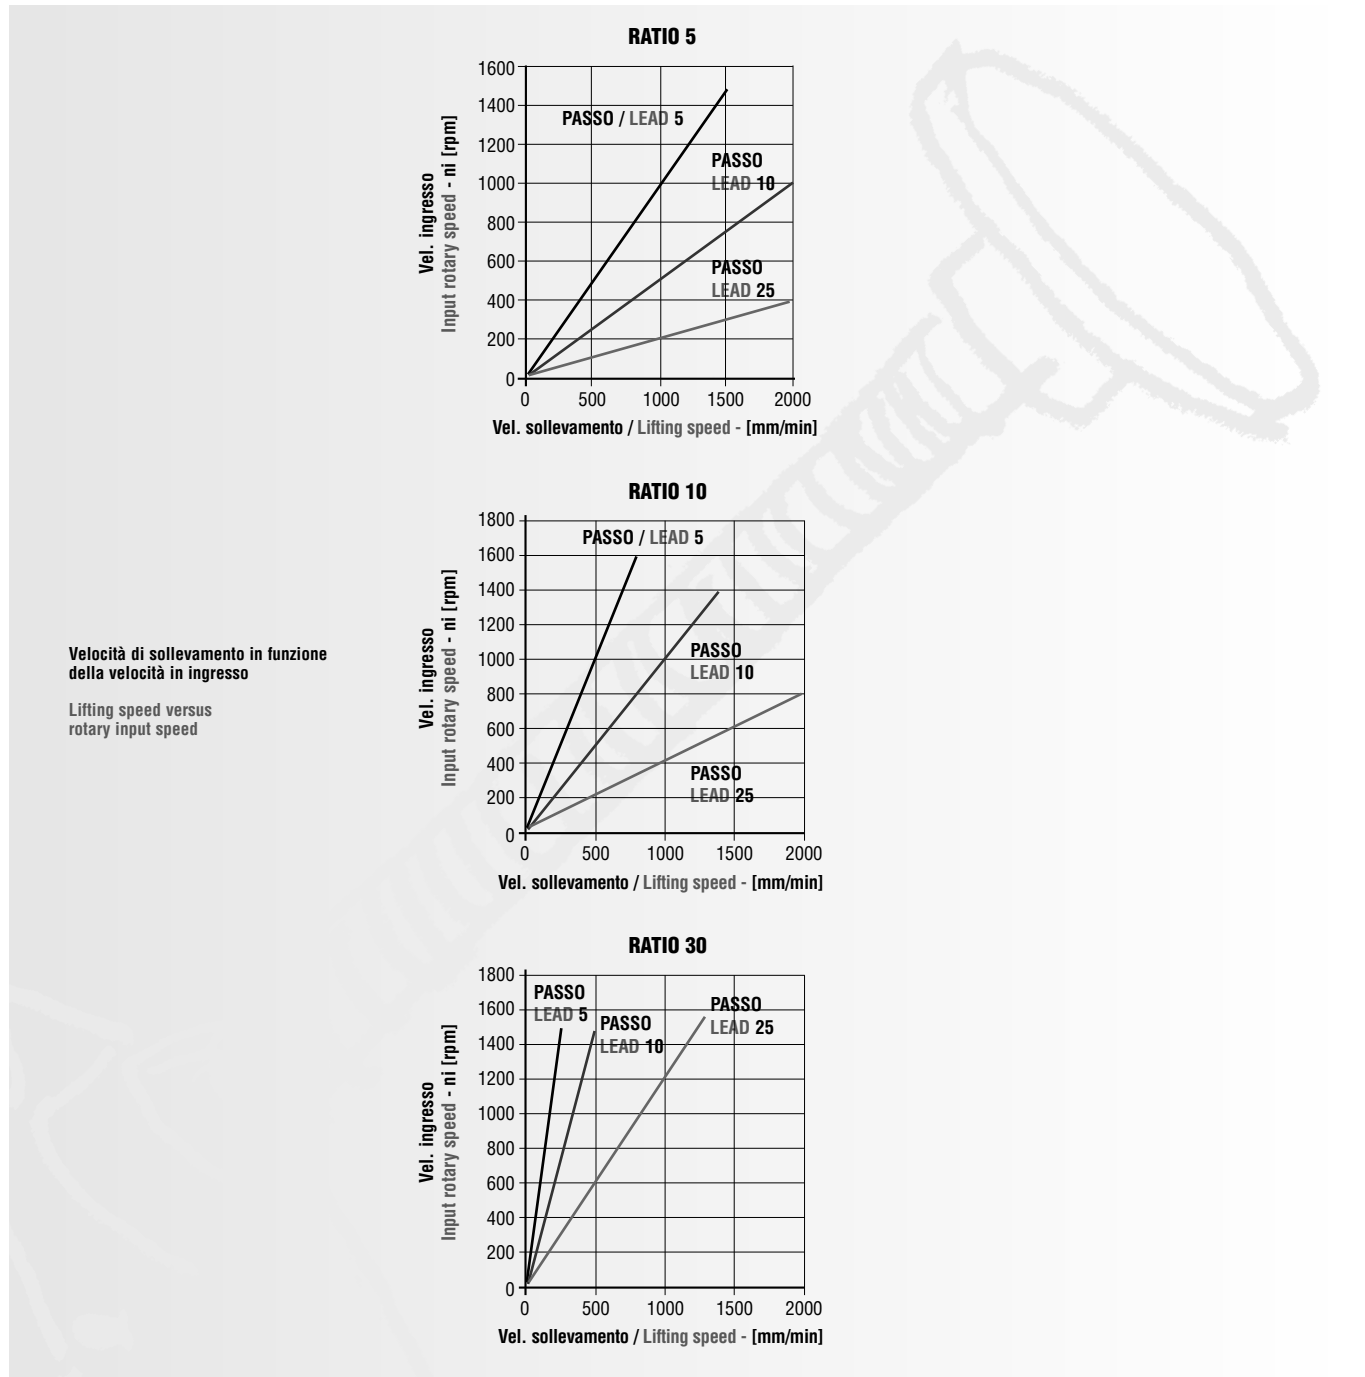 RATIO 5
1600
1400
1200
1000
800
600
400
200
0
Vel. ingresso
Input rotary speed - ni [rpm]
PASSO / LEAD 5
PASSO
LEAD 10
PASSO
LEAD 25
0 500 1000 1500 2000
Vel. sollevamento / Lifting speed - [mm/min]
RATIO 10
1800
1600
1400
1200
1000
800
600
400
200
0
Vel. ingresso
Input rotary speed - ni [rpm]
PASSO / LEAD 5
PASSO
LEAD 10
PASSO
LEAD 25
0 500 1000 1500 2000
Vel. sollevamento / Lifting speed - [mm/min]
Velocità di sollevamento in funzione
della velocità in ingresso
Lifting speed versus
rotary input speed
RATIO 30
1800
1600
1400
1200
1000
800
600
400
200
0
Vel. ingresso
Input rotary speed - ni [rpm]
PASSO
LEAD 5
PASSO
LEAD 10
PASSO
LEAD 25
0 500 1000 1500 2000
Vel. sollevamento / Lifting speed - [mm/min]